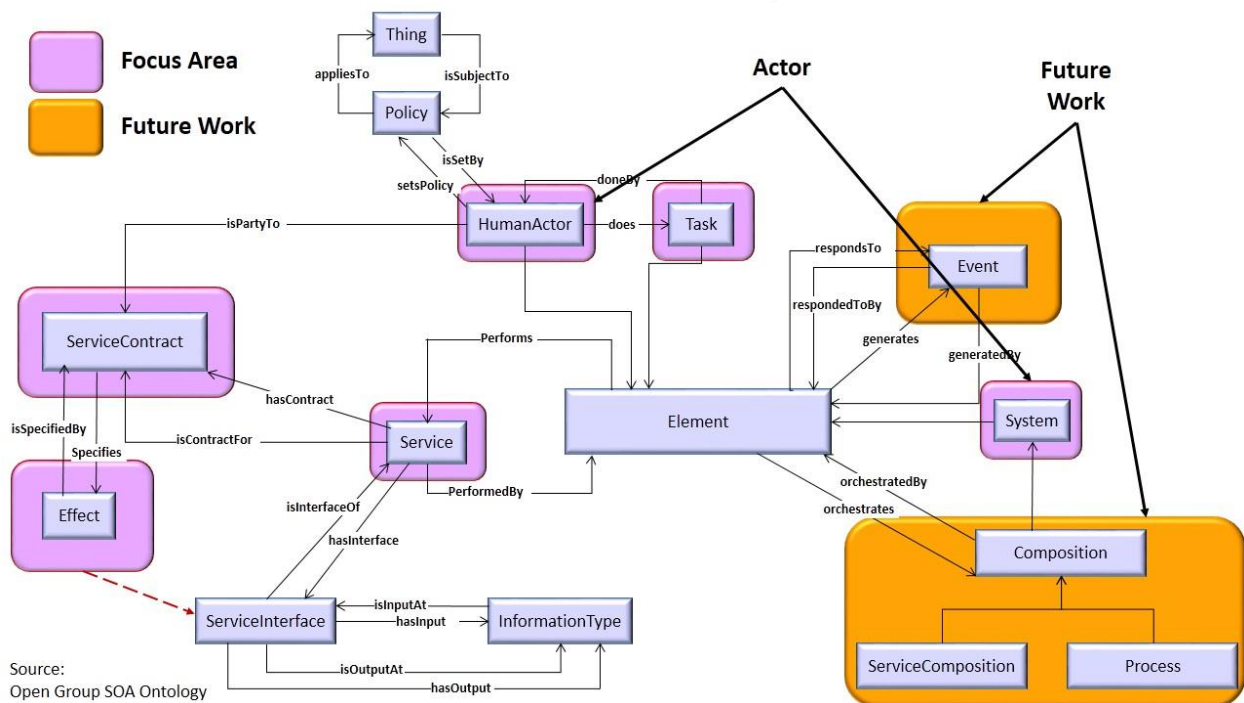 Focus Area
Future Work
Thing
appliesTo
isSubjectTo
Policy
isSetBy
setsPolicy
Actor
Future
Work
doneBy
HumanActor
does
Task
isPartyTo
respondsTo
Event
respondedToBy
generates
generatedBy
ServiceContract
Performs
hasContract
Element
System
isSpecifiedBy
Specifies
isContractFor
Service
Effect
PerformedBy
orchestratedBy
orchestrates
isInterfaceOf
hasInterface
Composition
ServiceInterface
isInputAt
hasInput
InformationType
isOutputAt
hasOutput
ServiceComposition
Process
Source:
Open Group SOA Ontology